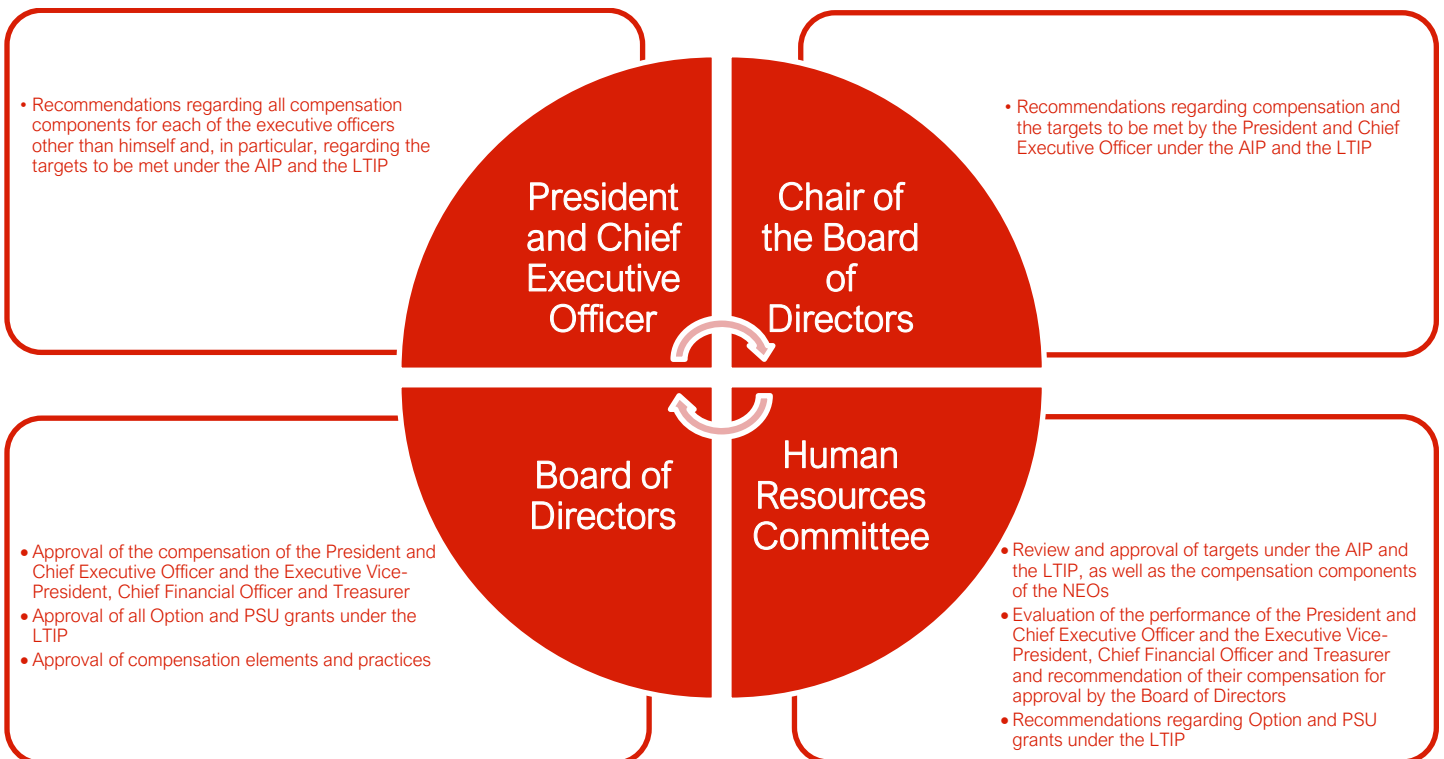 • Recommendations regarding all compensation
components for each of the executive officers
other than himself and, in particular, regarding the
targets to be met under the AIP and the LTIP
President
and Chief
Executive
Officer
Chair of
the Board
of
Directors
• Recommendations regarding compensation and
the targets to be met by the President and Chief
Executive Officer under the AIP and the LTIP
Board of
Directors
• Approval of the compensation of the President and
Chief Executive Officer and the Executive Vice-
President, Chief Financial Officer and Treasurer
• Approval of all Option and PSU grants under the
LTIP
• Approval of compensation elements and practices
Human
Resources
Committee
• Review and approval of targets under the AIP and
the LTIP, as well as the compensation components
of the NEOs
• Evaluation of the performance of the President and
Chief Executive Officer and the Executive Vice-
President, Chief Financial Officer and Treasurer
and recommendation of their compensation for
approval by the Board of Directors
• Recommendations regarding Option and PSU
grants under the LTIP